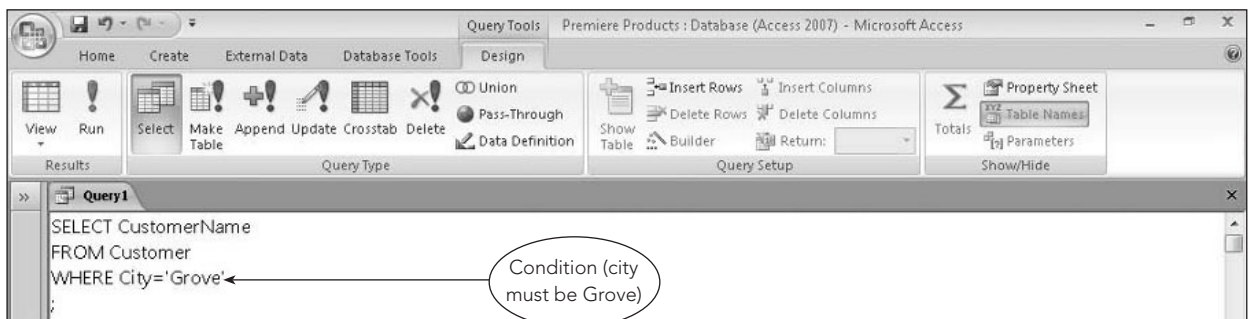 Query Tools Premiere Products : Database (Access 2007) - Microsoft Access
Home Create External Data Database Tools Design
View Run Select Make Table Append Update Crosstab Delete
Union
Pass-Through
Data Definition
Show Table
Insert Rows Insert Columns
Delete Rows Delete Columns
Builder Return:
Totals
Property Sheet
Table Names
Parameters
Results Query Type Query Setup Show/Hide
Query1
SELECT CustomerName
FROM Customer
WHERE City='Grove'
;
Condition (city
must be Grove)